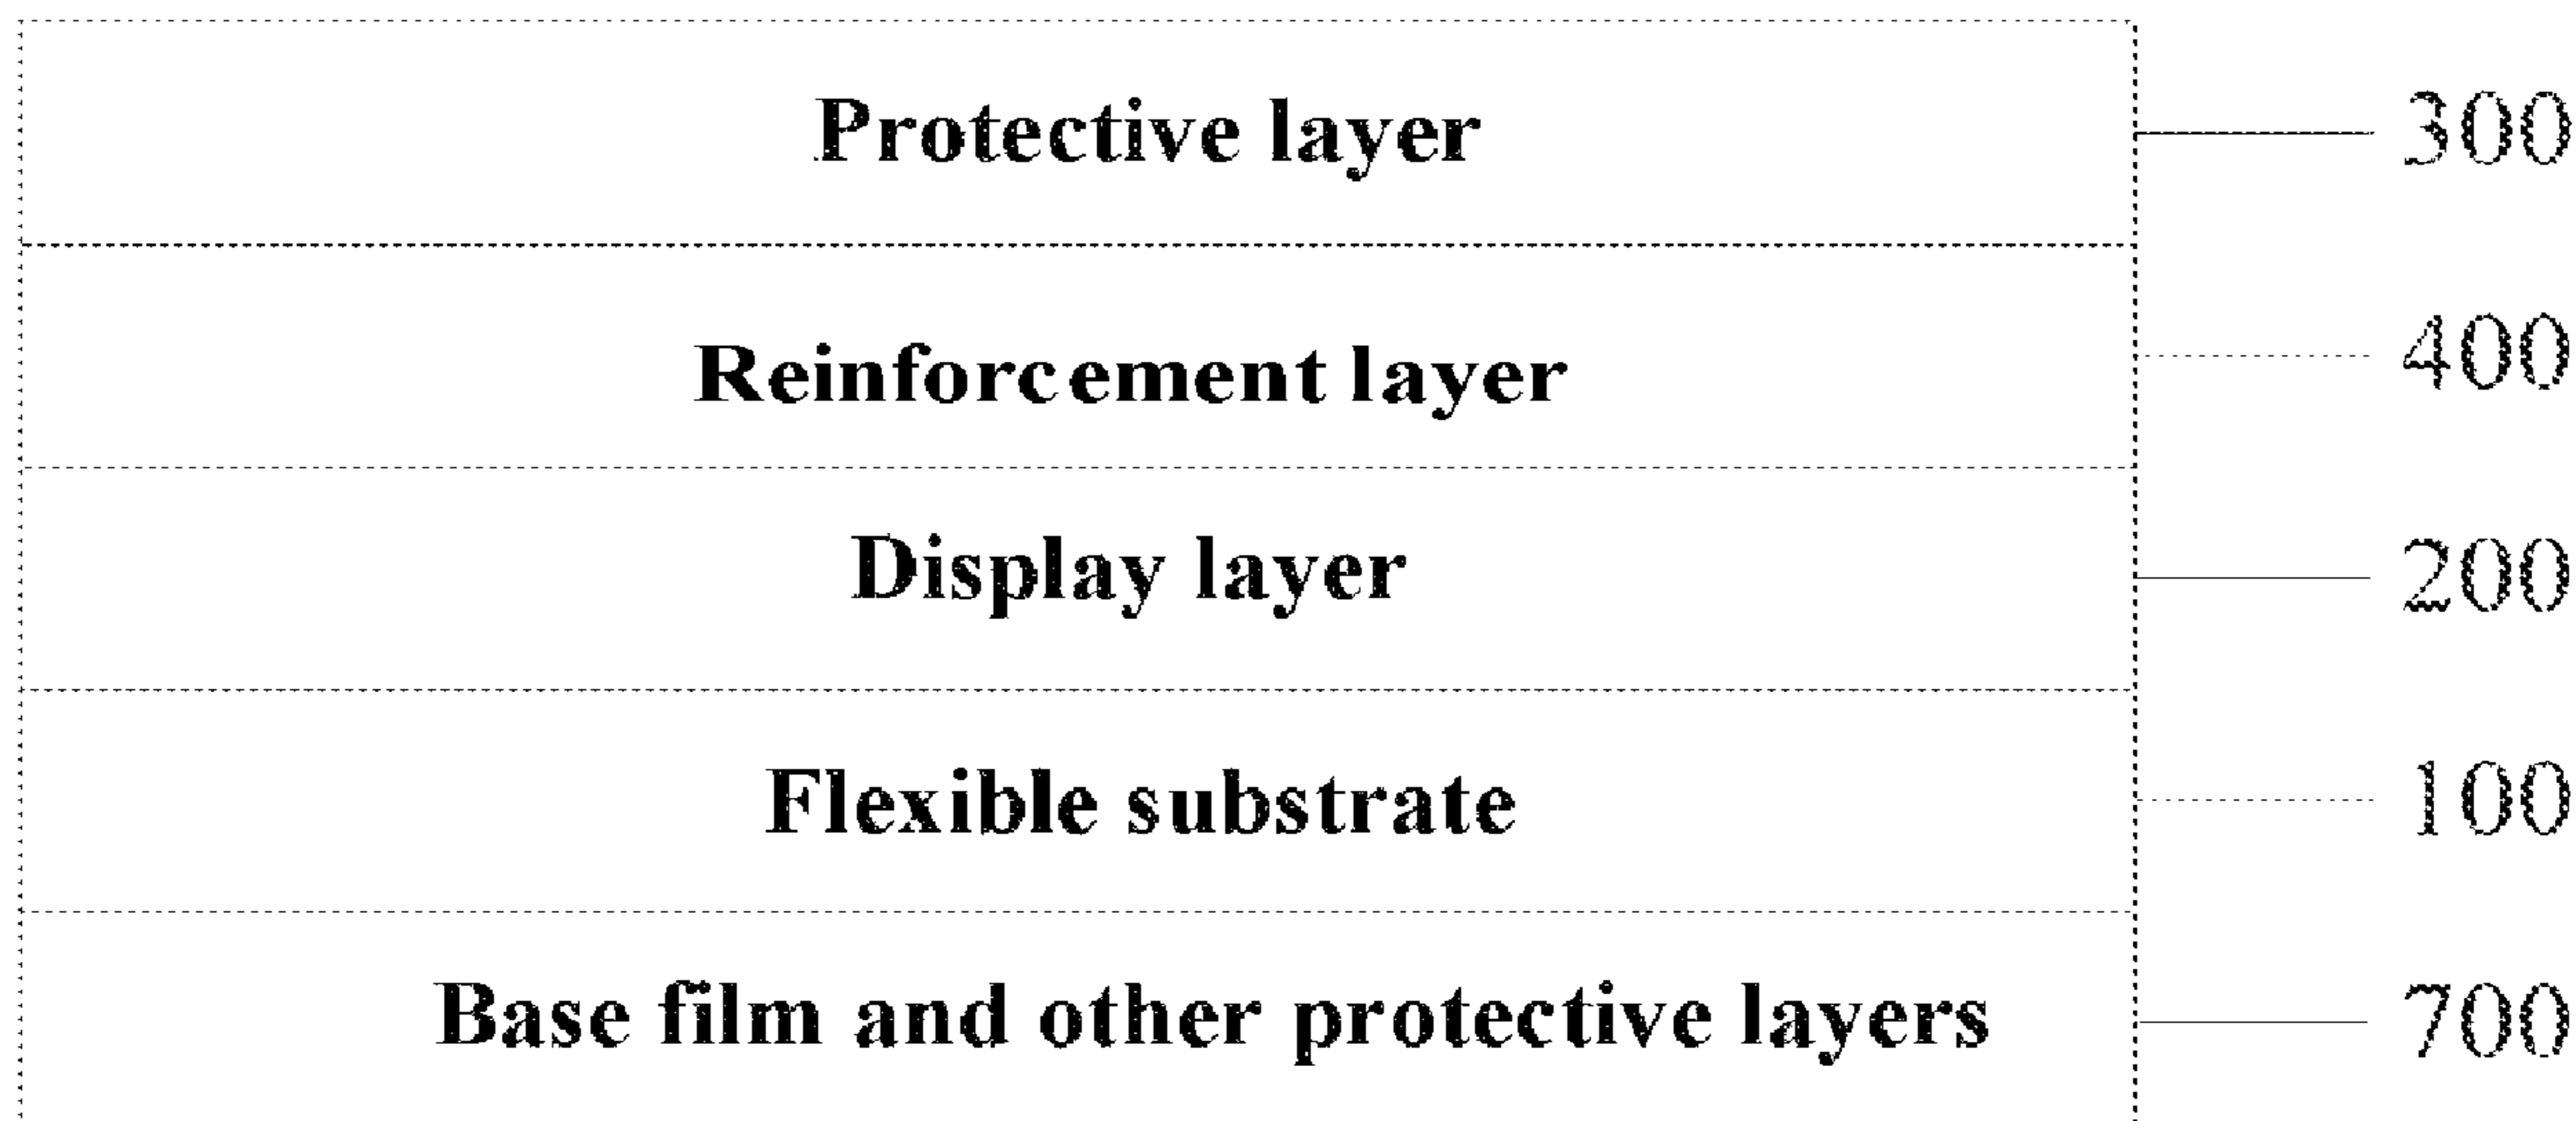 Protective layer 300
Reinforcement layer 400
Display layer 200
Flexible substrate 100
Base film and other protective layers 700